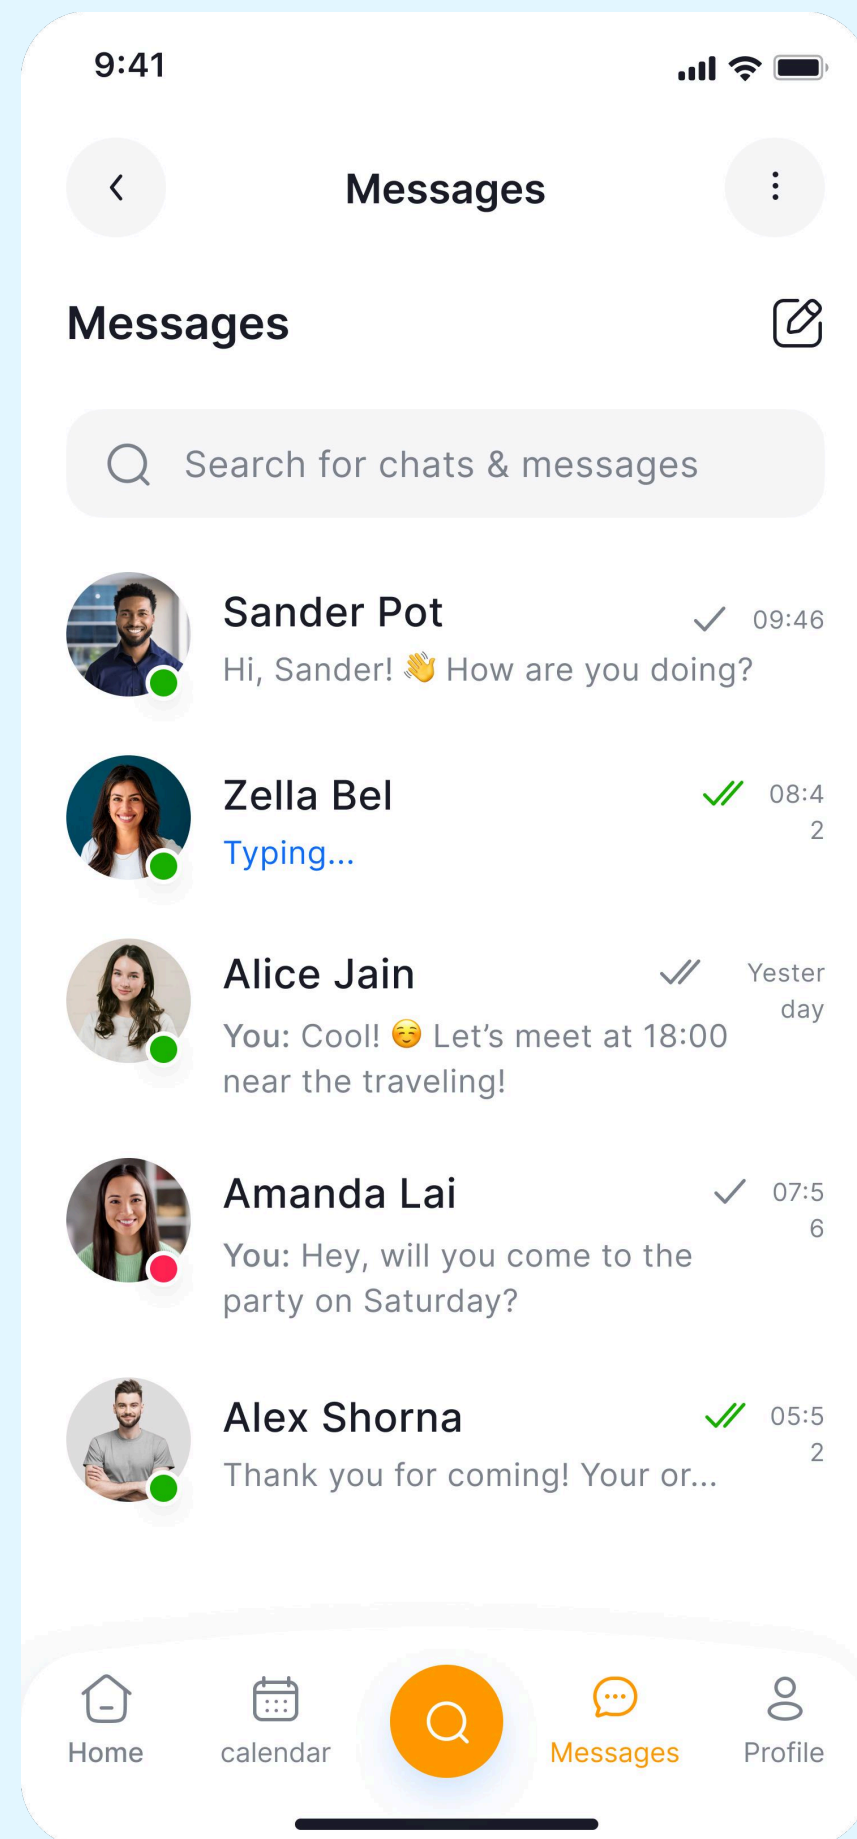 9:41
Messages
Messages
Search for chats & messages
Sander Pot
09:46
Hi, Sander! 👋 How are you doing?
Zella Bel
08:4
2
Typing...
Alice Jain
Yester
day
You: Cool! ☺️ Let’s meet at 18:00
near the traveling!
Amanda Lai
07:5
6
You: Hey, will you come to the
party on Saturday?
Alex Shorna
05:5
2
Thank you for coming! Your or...
Home
calendar
Messages
Profile